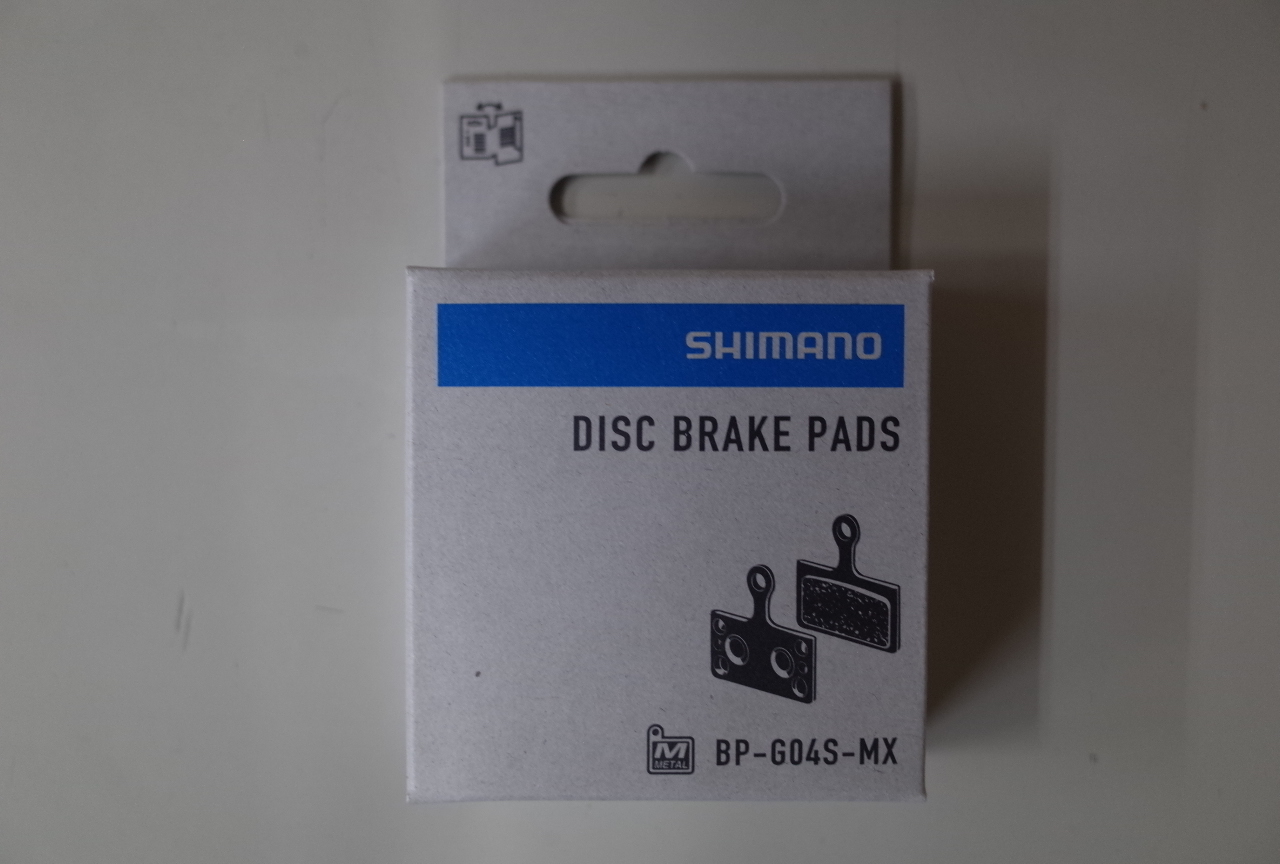 SHIMANO
DISC BRAKE PADS
M
METAL
BP-G04S-MX